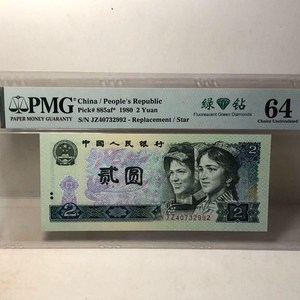 PMG
PAPER MONEY GUARANTY
China / People's Republic
Pick# 885af* 1980 2 Yuan
S/N JZ40732992 - Replacement / Star
绿 钻
Fluorescent Green Diamonds
64
Choice Uncirculated
中国人民银行
贰圆
2
2
JZ40732992